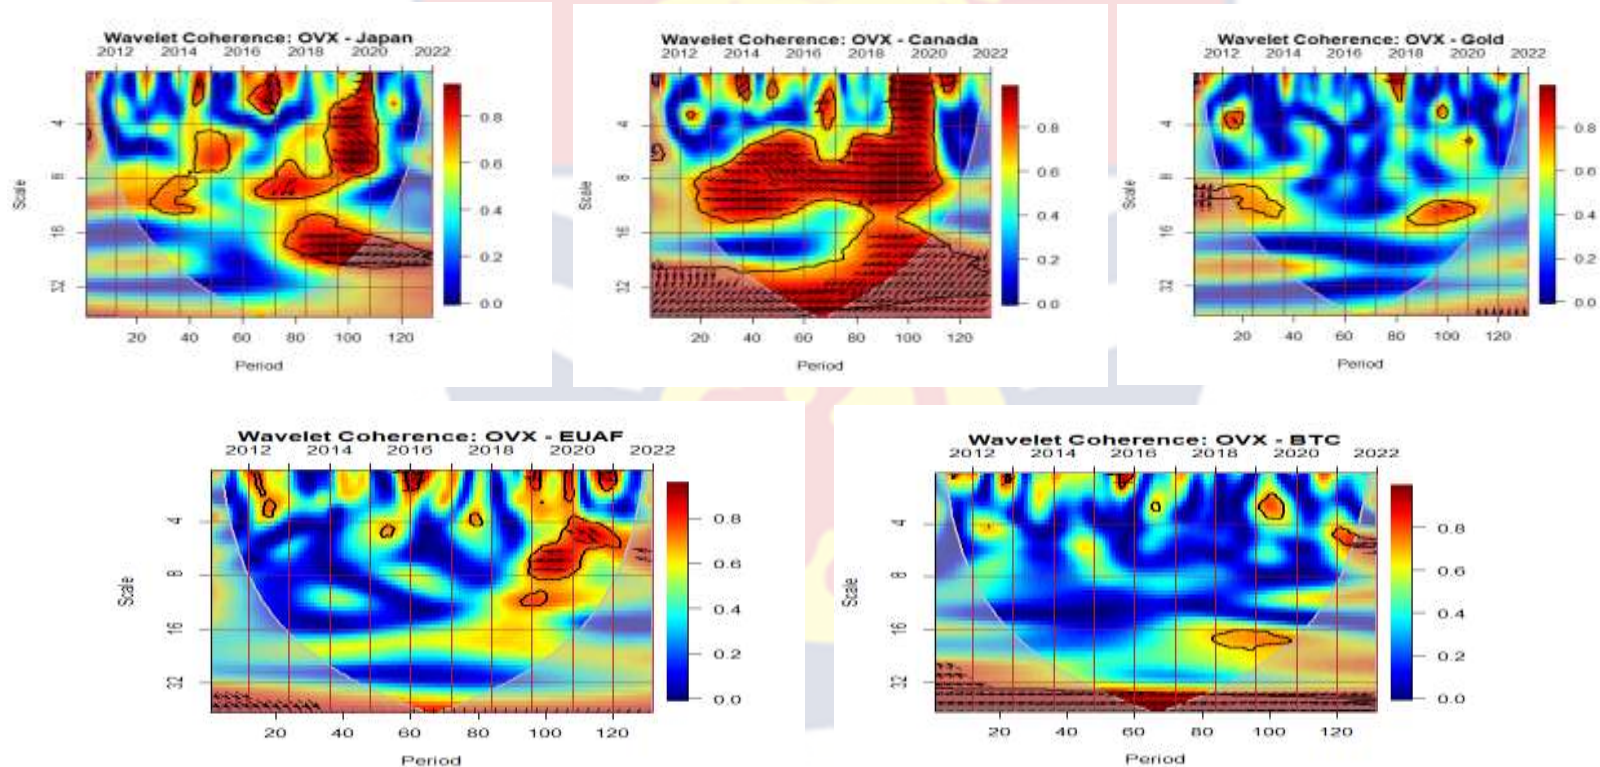 Wavelet Coherence: OVX - Japan
2012 2014 2016 2018 2020 2022
Scale
4
8
16
32
0.8
0.6
0.4
0.2
0.0
20 40 60 80 100 120
Period
Wavelet Coherence: OVX - Canada
2012 2014 2016 2018 2020 2022
Scale
4
8
16
32
0.8
0.6
0.4
0.2
0.0
20 40 60 80 100 120
Period
Wavelet Coherence: OVX - Gold
2012 2014 2016 2018 2020 2022
Scale
4
8
16
32
0.8
0.6
0.4
0.2
0.0
20 40 60 80 100 120
Period
Wavelet Coherence: OVX - EUAF
2012 2014 2016 2018 2020 2022
Scale
4
8
16
32
0.8
0.6
0.4
0.2
0.0
20 40 60 80 100 120
Period
Wavelet Coherence: OVX - BTC
2012 2014 2016 2018 2020 2022
Scale
4
8
16
32
0.8
0.6
0.4
0.2
0.0
20 40 60 80 100 120
Period